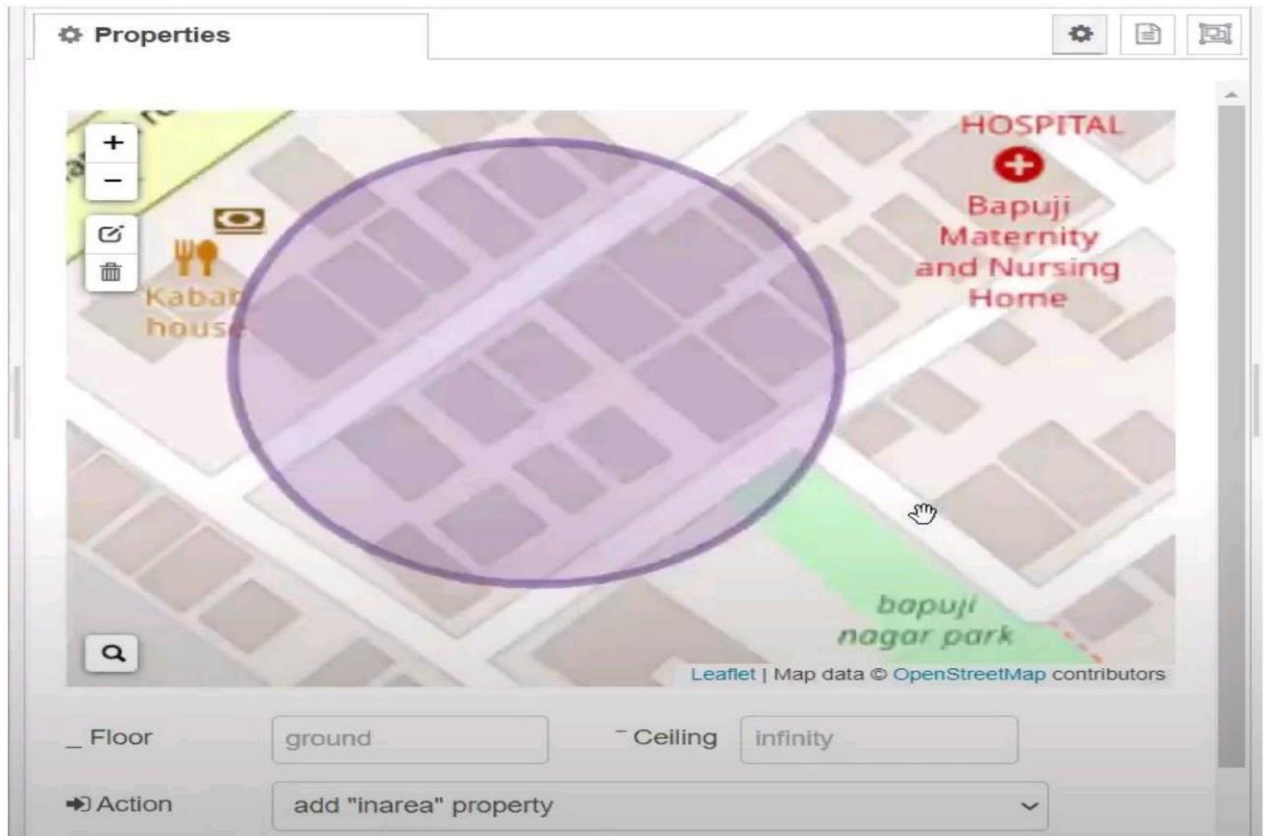 Properties
HOSPITAL
Bapuji
Maternity
and Nursing
Home
+
−
Kabab
house
bapuji
nagar park
Leaflet | Map data © OpenStreetMap contributors
_ Floor
ground
¯ Ceiling
infinity
Action
add "inarea" property